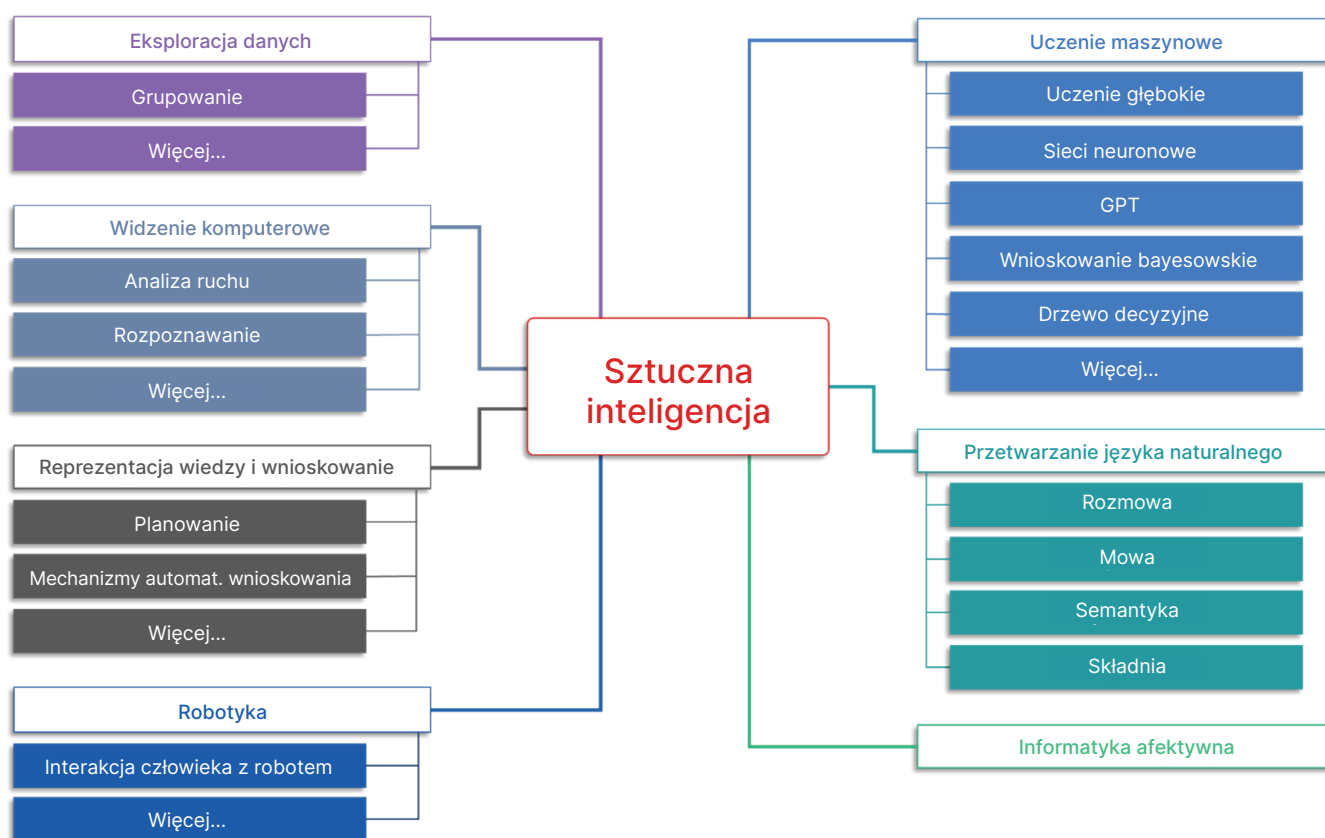 Eksploracja danych
Grupowanie
Więcej...
Widzenie komputerowe
Analiza ruchu
Rozpoznawanie
Więcej...
Reprezentacja wiedzy i wnioskowanie
Planowanie
Mechanizmy automat. wnioskowania
Więcej...
Robotyka
Interakcja człowieka z robotem
Więcej...
Sztuczna
inteligencja
Uczenie maszynowe
Uczenie głębokie
Sieci neuronowe
GPT
Wnioskowanie bayesowskie
Drzewo decyzyjne
Więcej...
Przetwarzanie języka naturalnego
Rozmowa
Mowa
Semantyka
Składnia
Informatyka afektywna